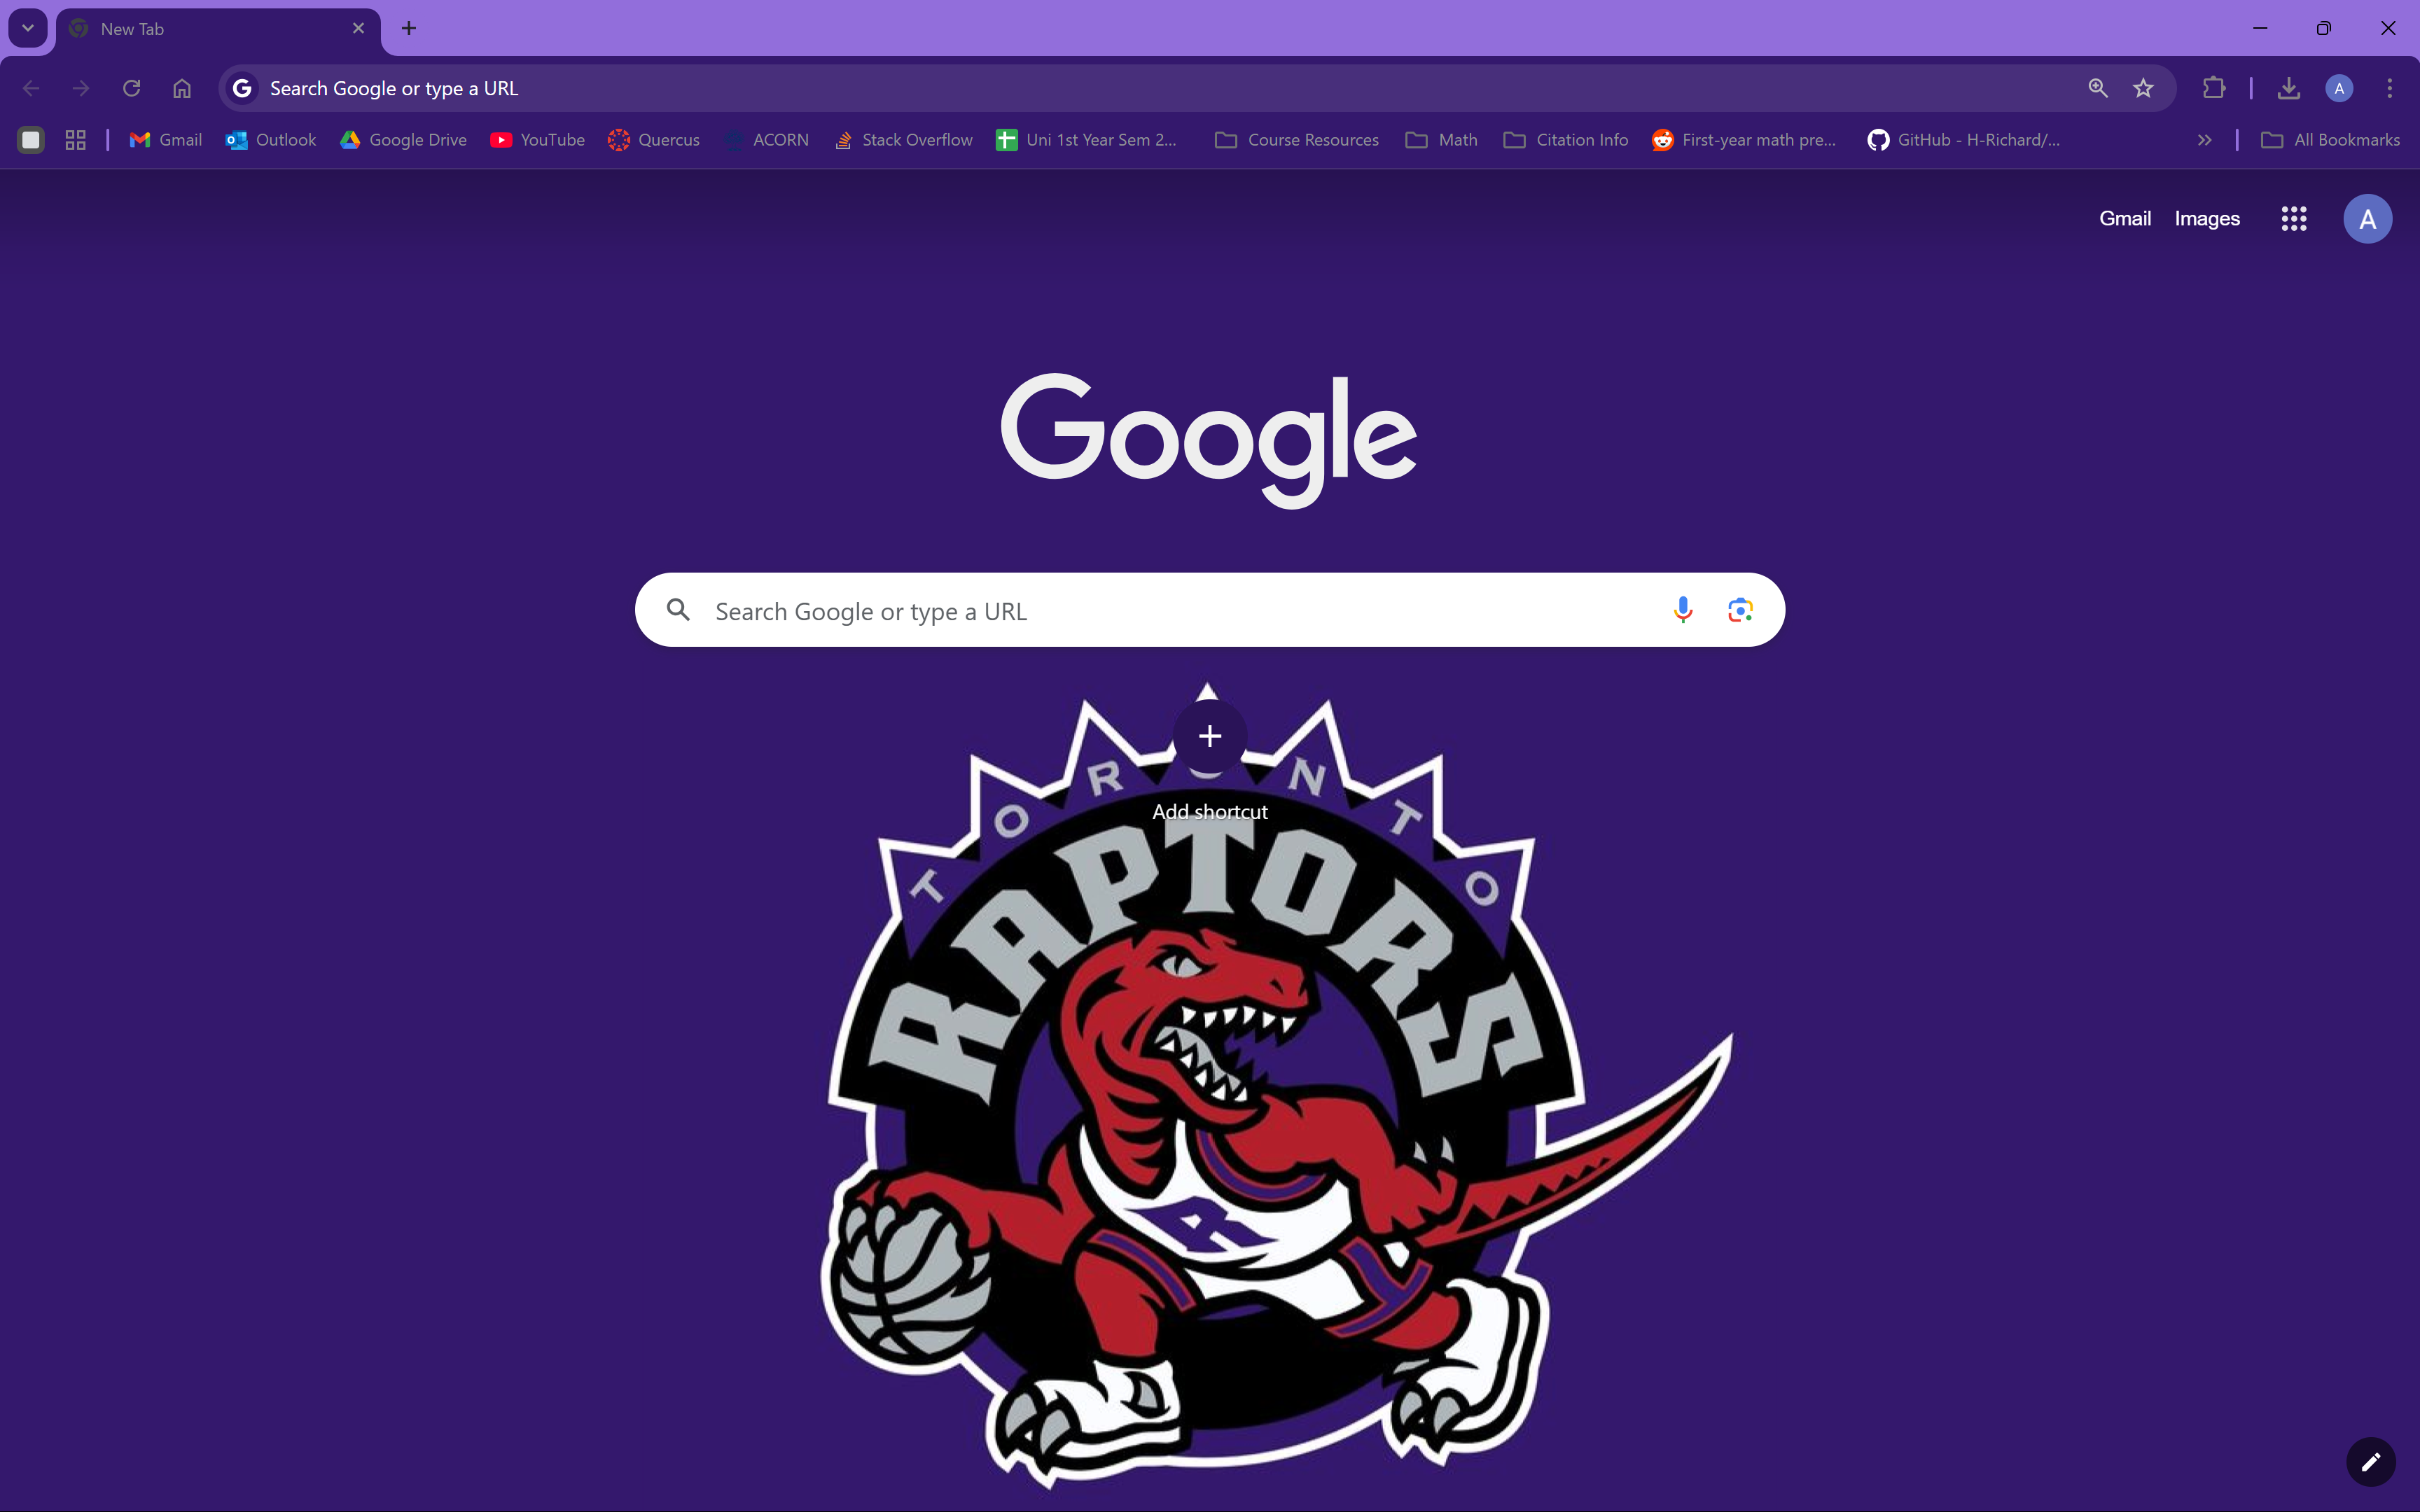 New Tab
Search Google or type a URL
A
Gmail Outlook Google Drive YouTube Quercus ACORN Stack Overflow Uni 1st Year Sem 2... Course Resources Math Citation Info First-year math pre... GitHub - H-Richard/... All Bookmarks
Gmail Images A
Google
Search Google or type a URL
TORONTO
Add shortcut
RAPTORS